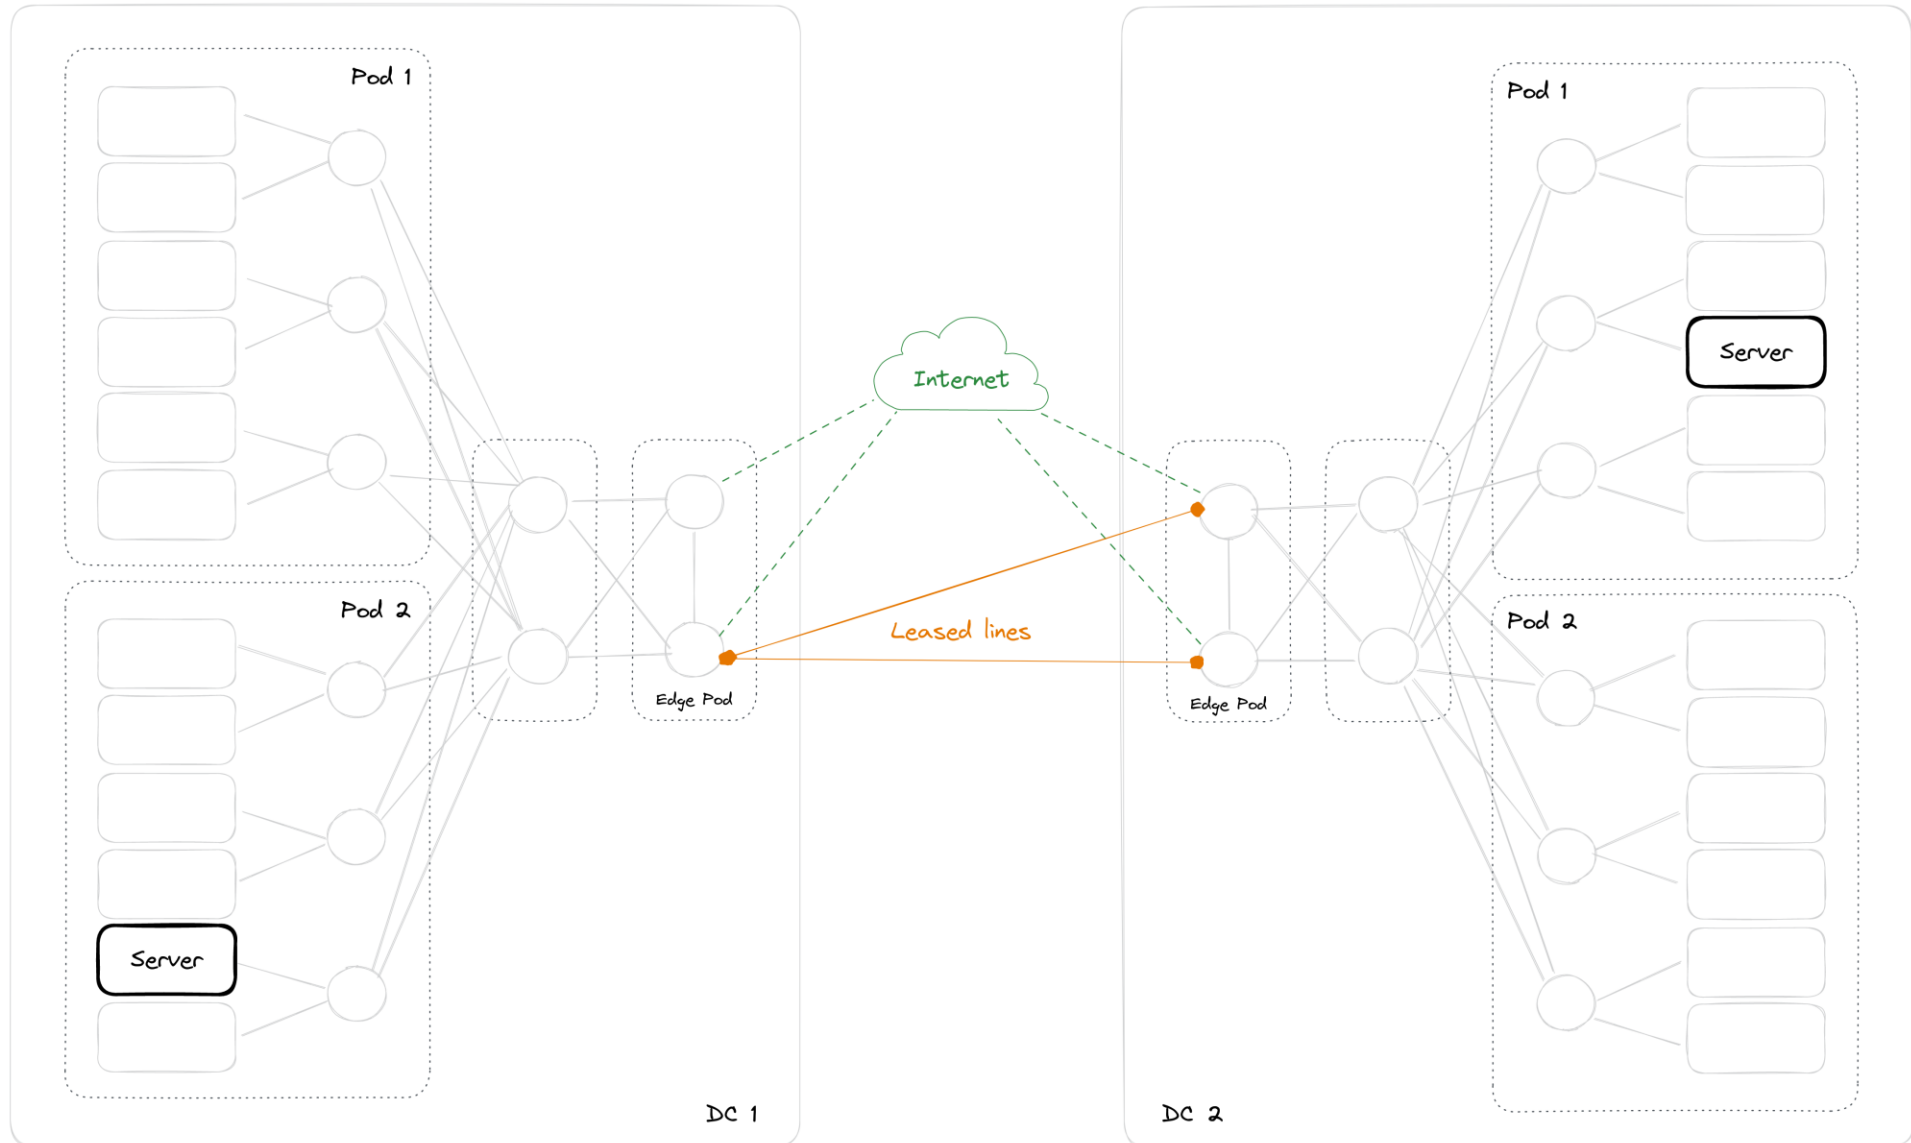 Pod 1
Pod 1
Internet
Server
Pod 2
Pod 2
Leased lines
Edge Pod
Edge Pod
Server
DC 1
DC 2